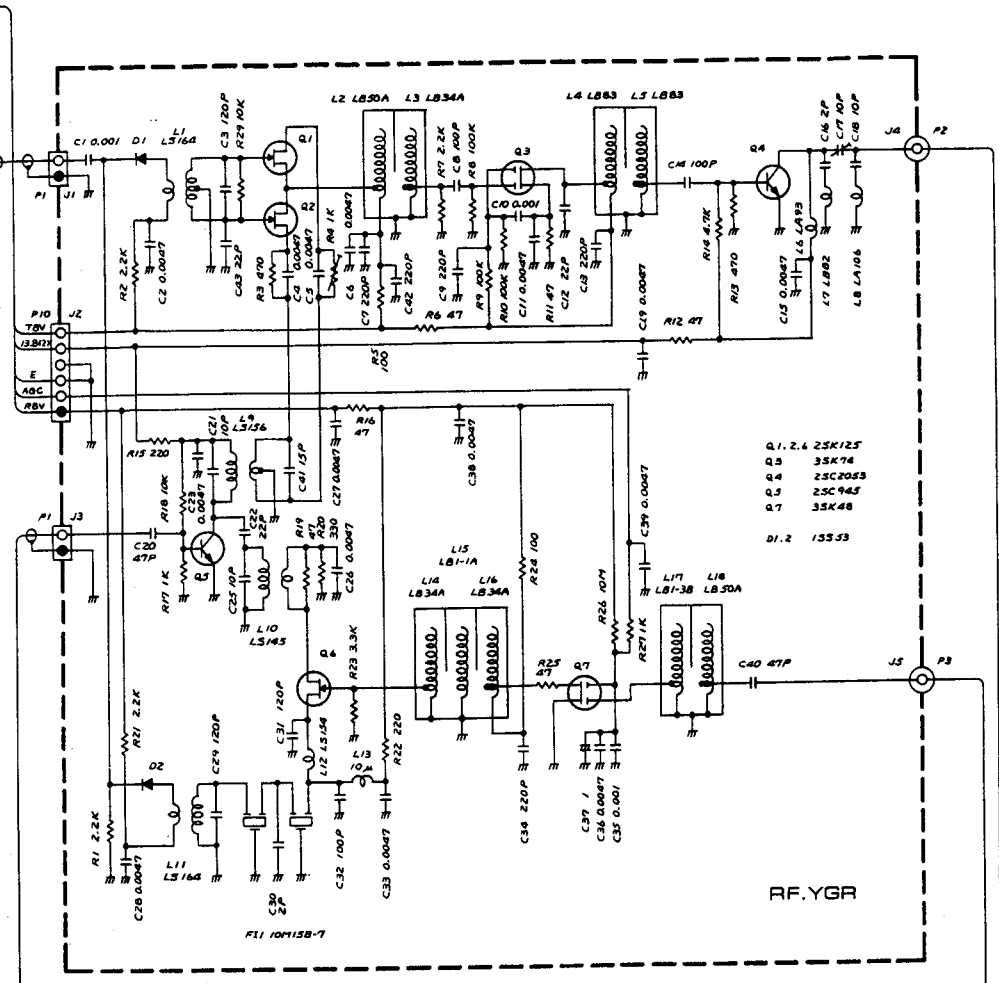 L2 LB50A
L3 LB34A
L4 LB83
L5 LB83
C16 2P
C17 10P
C18 10P
C1 0.001
D1
L1
LS164
C3 120P
R29 10K
Q1
R7 2.2K
C8 100P
R8 100K
Q3
C14 100P
Q4
J4
P2
P1
J1
Q2
0.0047
C10 0.001
R4 1K
R2 2.2K
C2 0.0047
C43 22P
R3 470
C4 0.0047
C5 0.0047
C6
C7 220P
C42 220P
C9 220P
R9 100K
R10 100K
C11 0.0047
R11 47
C12 22P
C13 220P
C19 0.0047
R14 4.7K
R13 470
C15 0.0047
L6 LA93
L7 LB82
L8 LA106
P10
J2
T8V
E
R8V
R6 47
R5
100
R12 47
R16
47
C21
10P
L9
LS156
R15 220
C41 15P
C27 0.0047
C38 0.0047
Q1.2.6 2SK125
Q3 3SK74
Q4 2SC2053
Q5 2SC945
Q7 3SK48
D1.2 1SS53
R18 10K
C23
0.0047
P1
J3
C20
47P
R17 1K
Q5
C22
22P
R19
47
R20
330
C26 0.0047
C25 10P
L10
LS145
R24 100
C39 0.0047
L15
LB1-1A
L14
LB34A
L16
LB34A
R26 10M
R27 1K
L17
LB1-3B
L18
LB50A
Q6
R23 3.3K
R25
47
Q7
C40 47P
J5
P3
R21 2.2K
C29 120P
C31 120P
L12 LS154
L13
10μ
R22 220
D2
R1 2.2K
C28 0.0047
L11
LS164
C30
2P
C32 100P
C33 0.0047
C34 220P
C37 1
C36 0.0047
C35 0.001
FI1 10M15B-7
RF.YGR